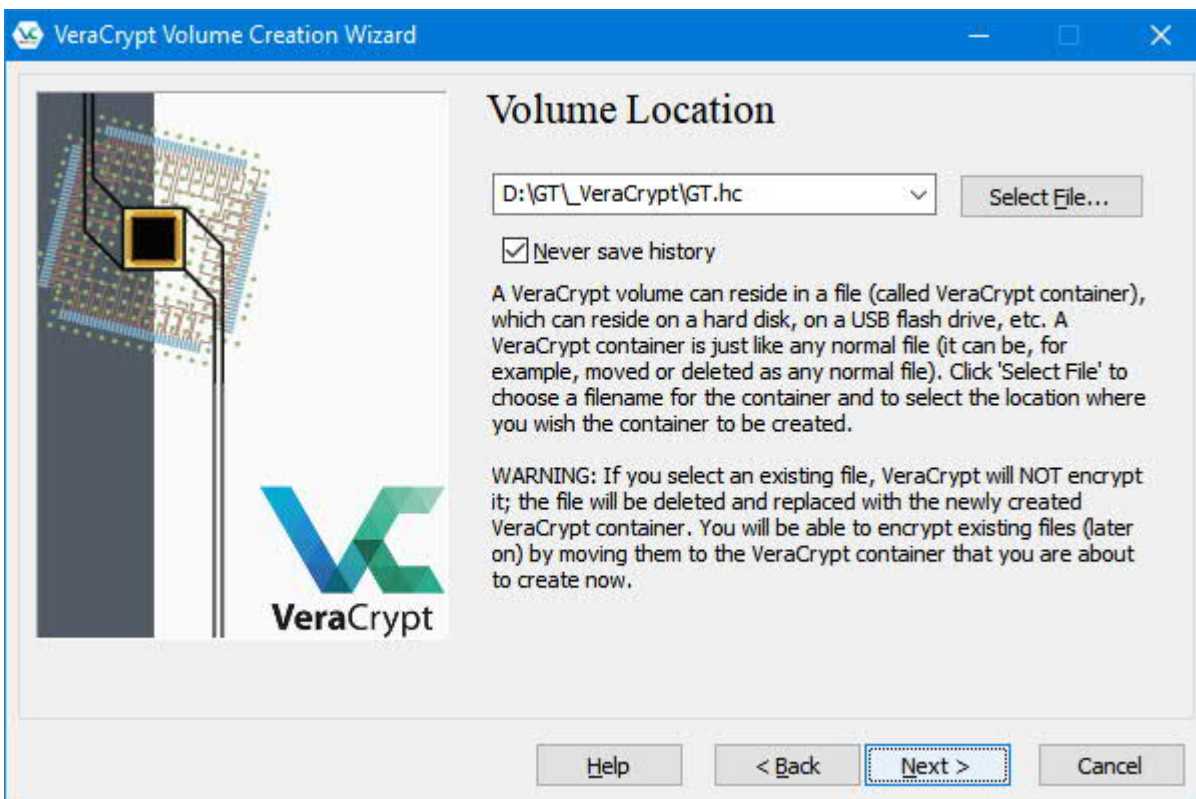 VeraCrypt Volume Creation Wizard
Volume Location
D:\GT\_VeraCrypt\GT.hc
Select File...
Never save history
A VeraCrypt volume can reside in a file (called VeraCrypt container),
which can reside on a hard disk, on a USB flash drive, etc. A
VeraCrypt container is just like any normal file (it can be, for
example, moved or deleted as any normal file). Click 'Select File' to
choose a filename for the container and to select the location where
you wish the container to be created.
WARNING: If you select an existing file, VeraCrypt will NOT encrypt
it; the file will be deleted and replaced with the newly created
VeraCrypt container. You will be able to encrypt existing files (later
on) by moving them to the VeraCrypt container that you are about
to create now.
VeraCrypt
Help
< Back
Next >
Cancel